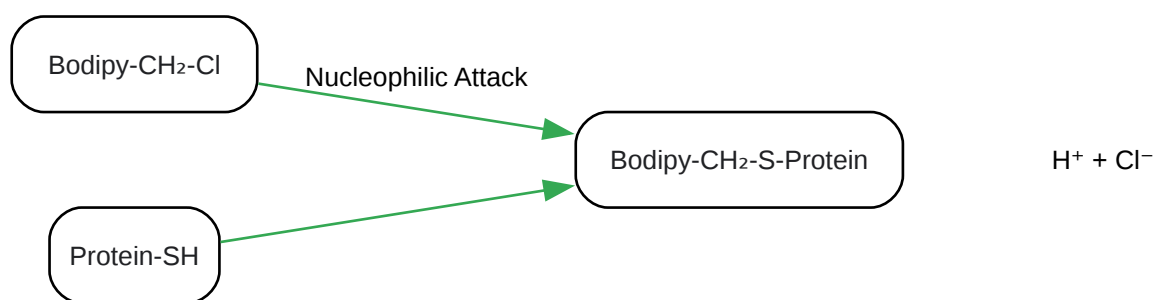 Bodipy-CH₂-Cl
Nucleophilic Attack
Bodipy-CH₂-S-Protein
H⁺ + Cl⁻
Protein-SH